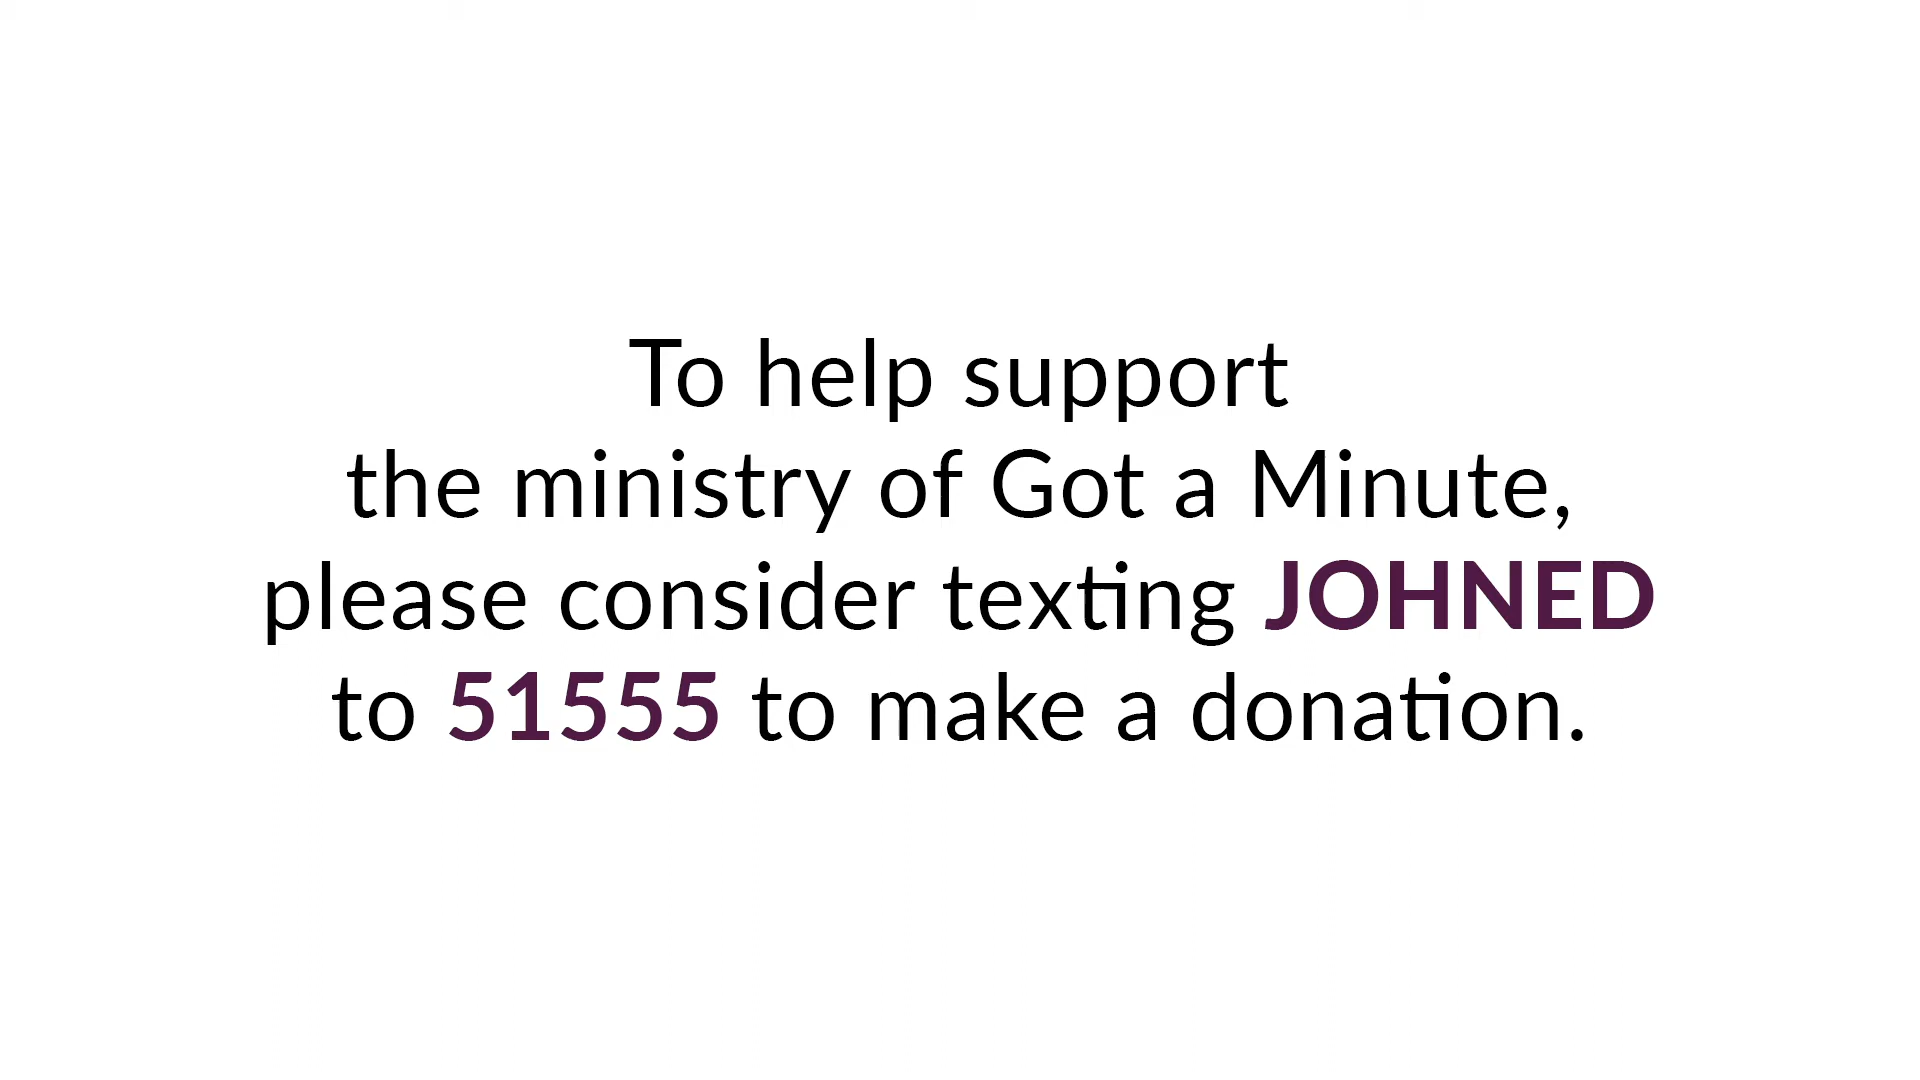 To help support
the ministry of Got a Minute,
please consider texting JOHNED
to 51555 to make a donation.